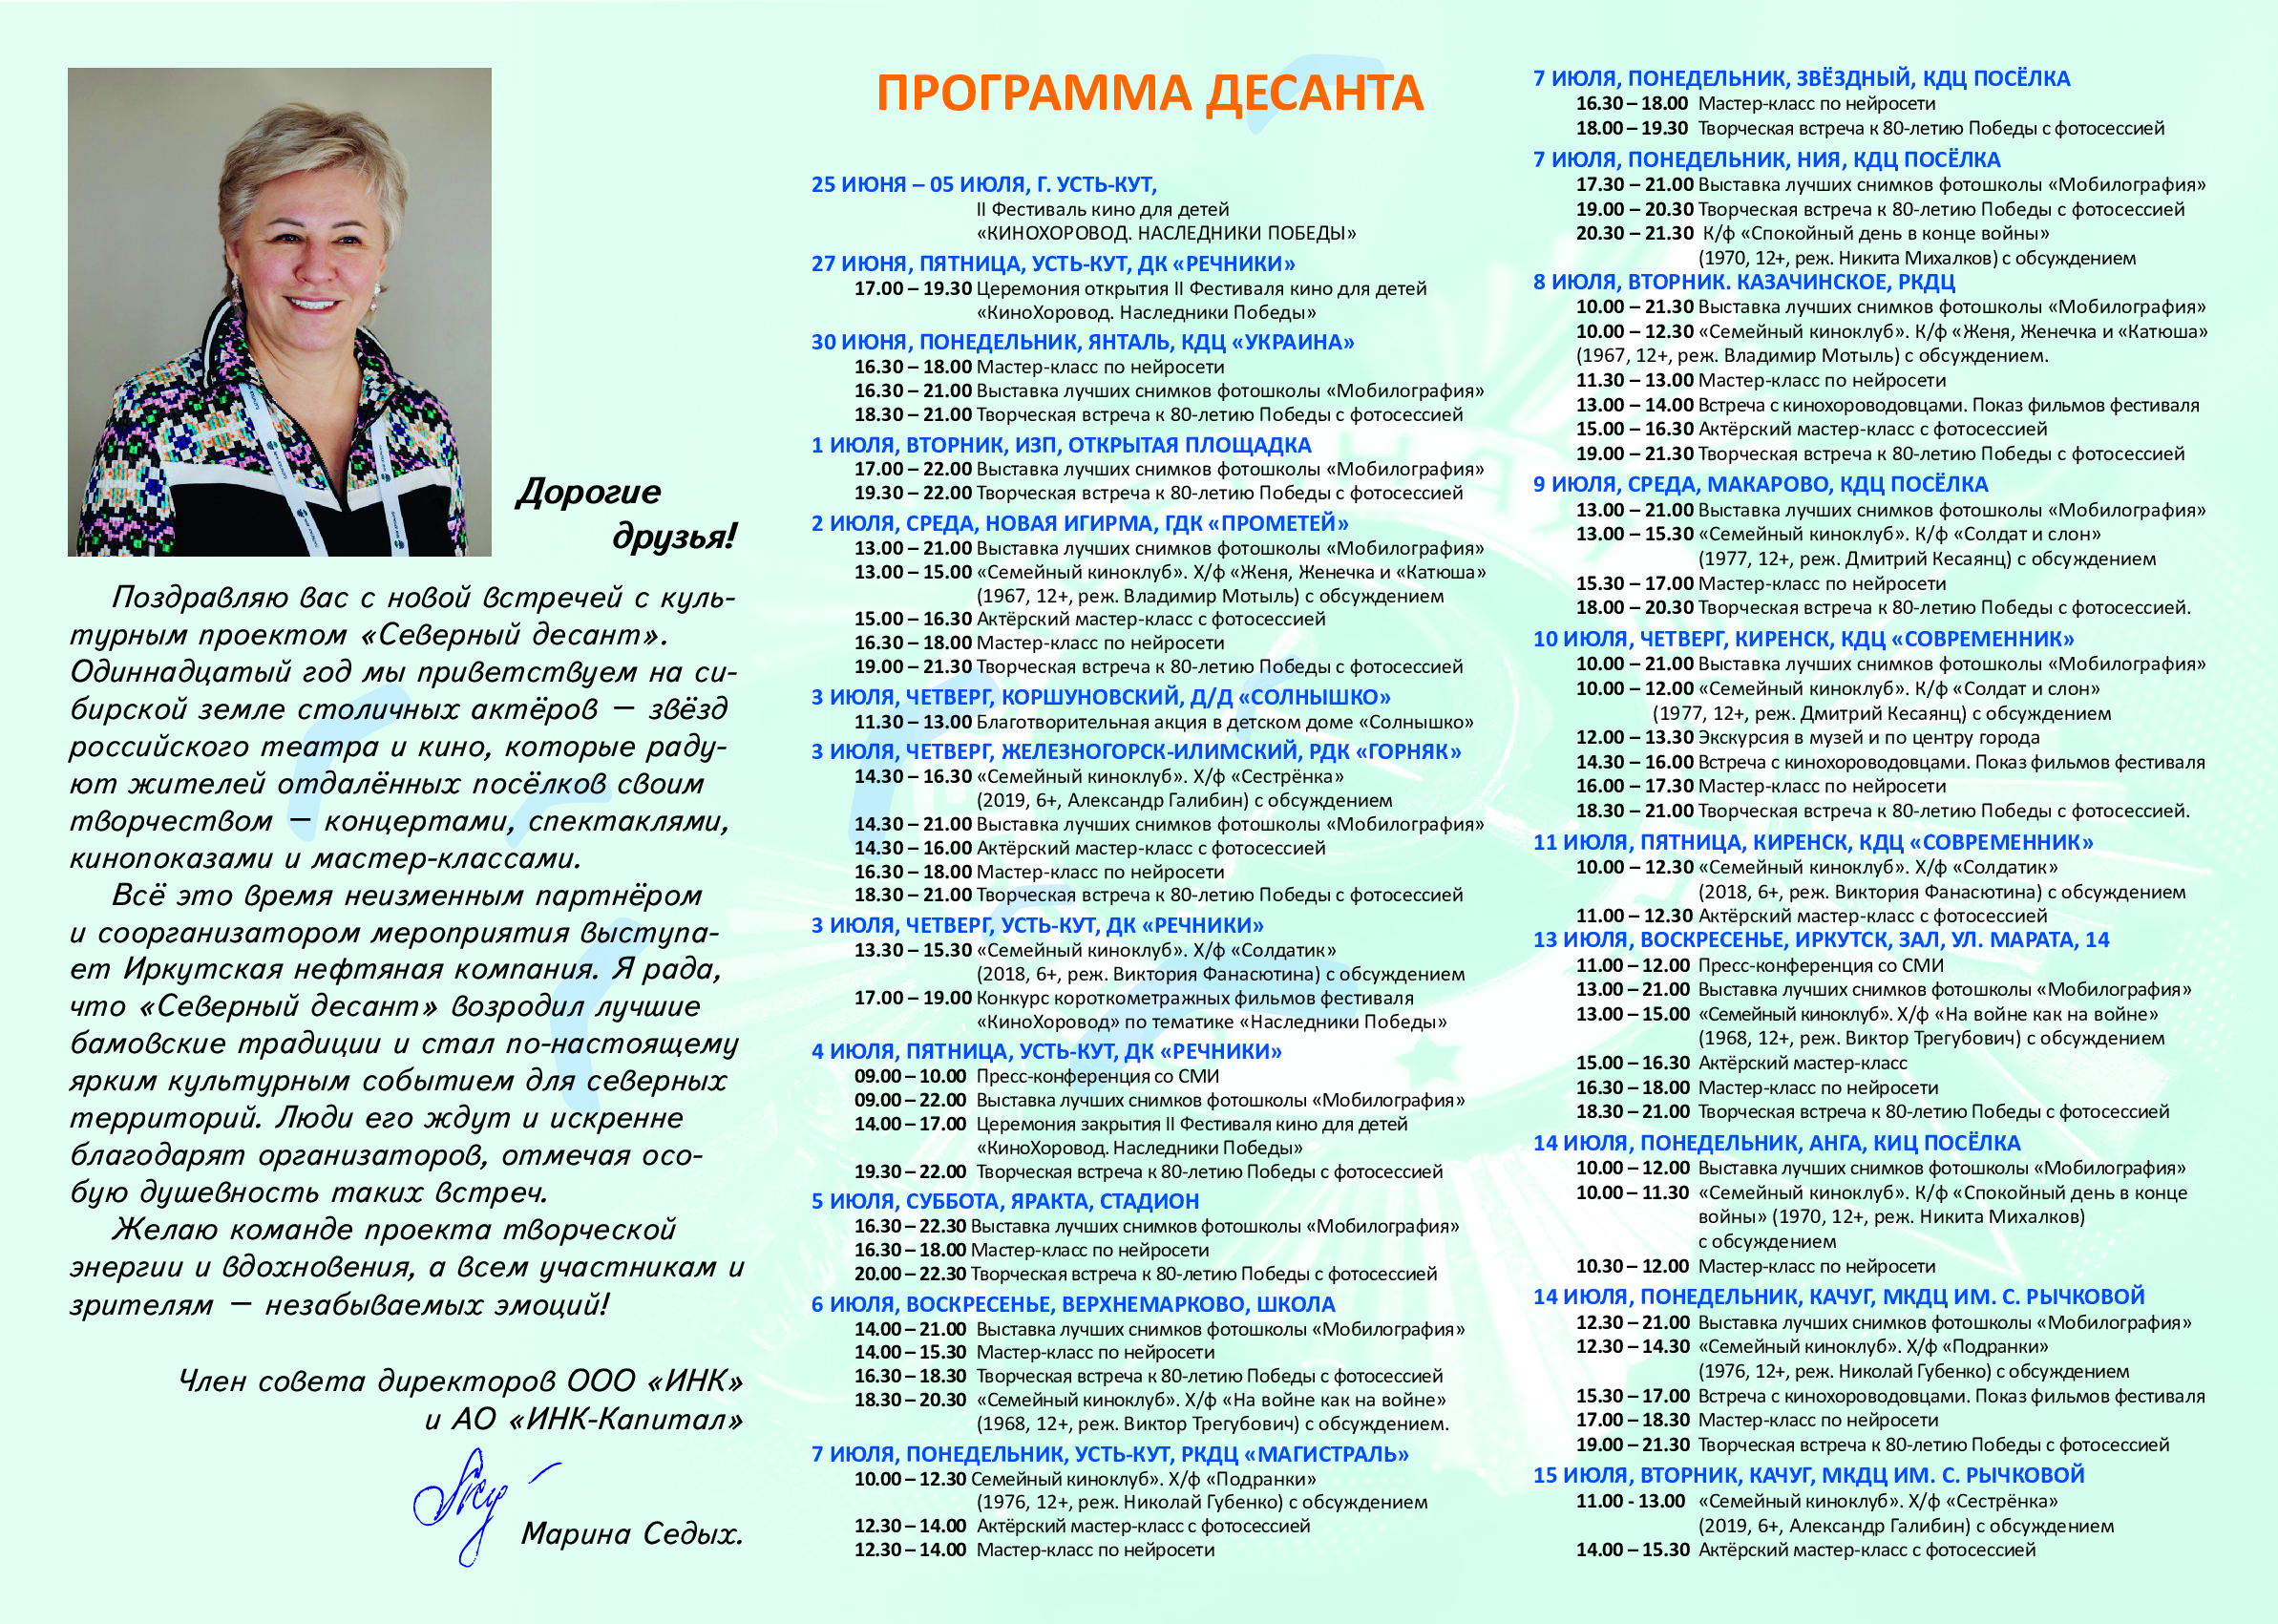 Дорогие
друзья!
Поздравляю вас с новой встречей с куль-
турным проектом «Северный десант».
Одиннадцатый год мы приветствуем на си-
бирской земле столичных актёров – звёзд
российского театра и кино, которые раду-
ют жителей отдалённых посёлков своим
творчеством – концертами, спектаклями,
кинопоказами и мастер-классами.
Всё это время неизменным партнёром
и соорганизатором мероприятия выступа-
ет Иркутская нефтяная компания. Я рада,
что «Северный десант» возродил лучшие
бамовские традиции и стал по-настоящему
ярким культурным событием для северных
территорий. Люди его ждут и искренне
благодарят организаторов, отмечая осо-
бую душевность таких встреч.
Желаю команде проекта творческой
энергии и вдохновения, а всем участникам и
зрителям – незабываемых эмоций!
Член совета директоров ООО «ИНК»
и АО «ИНК-Капитал»
Марина Седых.
ПРОГРАММА ДЕСАНТА
25 ИЮНЯ – 05 ИЮЛЯ, Г. УСТЬ-КУТ,
II Фестиваль кино для детей
«КИНОХОРОВОД. НАСЛЕДНИКИ ПОБЕДЫ»
27 ИЮНЯ, ПЯТНИЦА, УСТЬ-КУТ, ДК «РЕЧНИКИ»
17.00 – 19.30 Церемония открытия II Фестиваля кино для детей
«КиноХоровод. Наследники Победы»
30 ИЮНЯ, ПОНЕДЕЛЬНИК, ЯНТАЛЬ, КДЦ «УКРАИНА»
16.30 – 18.00 Мастер-класс по нейросети
16.30 – 21.00 Выставка лучших снимков фотошколы «Мобилография»
18.30 – 21.00 Творческая встреча к 80-летию Победы с фотосессией
1 ИЮЛЯ, ВТОРНИК, ИЗП, ОТКРЫТАЯ ПЛОЩАДКА
17.00 – 22.00 Выставка лучших снимков фотошколы «Мобилография»
19.30 – 22.00 Творческая встреча к 80-летию Победы с фотосессией
2 ИЮЛЯ, СРЕДА, НОВАЯ ИГИРМА, ГДК «ПРОМЕТЕЙ»
13.00 – 21.00 Выставка лучших снимков фотошколы «Мобилография»
13.00 – 15.00 «Семейный киноклуб». Х/ф «Женя, Женечка и «Катюша»
(1967, 12+, реж. Владимир Мотыль) с обсуждением
15.00 – 16.30 Актёрский мастер-класс с фотосессией
16.30 – 18.00 Мастер-класс по нейросети
19.00 – 21.30 Творческая встреча к 80-летию Победы с фотосессией
3 ИЮЛЯ, ЧЕТВЕРГ, КОРШУНОВСКИЙ, Д/Д «СОЛНЫШКО»
11.30 – 13.00 Благотворительная акция в детском доме «Солнышко»
3 ИЮЛЯ, ЧЕТВЕРГ, ЖЕЛЕЗНОГОРСК-ИЛИМСКИЙ, РДК «ГОРНЯК»
14.30 – 16.30 «Семейный киноклуб». Х/ф «Сестрёнка»
(2019, 6+, Александр Галибин) с обсуждением
14.30 – 21.00 Выставка лучших снимков фотошколы «Мобилография»
14.30 – 16.00 Актёрский мастер-класс с фотосессией
16.30 – 18.00 Мастер-класс по нейросети
18.30 – 21.00 Творческая встреча к 80-летию Победы с фотосессией
3 ИЮЛЯ, ЧЕТВЕРГ, УСТЬ-КУТ, ДК «РЕЧНИКИ»
13.30 – 15.30 «Семейный киноклуб». Х/ф «Солдатик»
(2018, 6+, реж. Виктория Фанасютина) с обсуждением
17.00 – 19.00 Конкурс короткометражных фильмов фестиваля
«КиноХоровод» по тематике «Наследники Победы»
4 ИЮЛЯ, ПЯТНИЦА, УСТЬ-КУТ, ДК «РЕЧНИКИ»
09.00 – 10.00 Пресс-конференция со СМИ
09.00 – 22.00 Выставка лучших снимков фотошколы «Мобилография»
14.00 – 17.00 Церемония закрытия II Фестиваля кино для детей
«КиноХоровод. Наследники Победы»
19.30 – 22.00 Творческая встреча к 80-летию Победы с фотосессией
5 ИЮЛЯ, СУББОТА, ЯРАКТА, СТАДИОН
16.30 – 22.30 Выставка лучших снимков фотошколы «Мобилография»
16.30 – 18.00 Мастер-класс по нейросети
20.00 – 22.30 Творческая встреча к 80-летию Победы с фотосессией
6 ИЮЛЯ, ВОСКРЕСЕНЬЕ, ВЕРХНЕМАРКОВО, ШКОЛА
14.00 – 21.00 Выставка лучших снимков фотошколы «Мобилография»
14.00 – 15.30 Мастер-класс по нейросети
16.30 – 18.30 Творческая встреча к 80-летию Победы с фотосессией
18.30 – 20.30 «Семейный киноклуб». Х/ф «На войне как на войне»
(1968, 12+, реж. Виктор Трегубович) с обсуждением.
7 ИЮЛЯ, ПОНЕДЕЛЬНИК, УСТЬ-КУТ, РКДЦ «МАГИСТРАЛЬ»
10.00 – 12.30 Семейный киноклуб». Х/ф «Подранки»
(1976, 12+, реж. Николай Губенко) с обсуждением
12.30 – 14.00 Актёрский мастер-класс с фотосессией
12.30 – 14.00 Мастер-класс по нейросети
7 ИЮЛЯ, ПОНЕДЕЛЬНИК, ЗВЁЗДНЫЙ, КДЦ ПОСЁЛКА
16.30 – 18.00 Мастер-класс по нейросети
18.00 – 19.30 Творческая встреча к 80-летию Победы с фотосессией
7 ИЮЛЯ, ПОНЕДЕЛЬНИК, НИЯ, КДЦ ПОСЁЛКА
17.30 – 21.00 Выставка лучших снимков фотошколы «Мобилография»
19.00 – 20.30 Творческая встреча к 80-летию Победы с фотосессией
20.30 – 21.30 К/ф «Спокойный день в конце войны»
(1970, 12+, реж. Никита Михалков) с обсуждением
8 ИЮЛЯ, ВТОРНИК. КАЗАЧИНСКОЕ, РКДЦ
10.00 – 21.30 Выставка лучших снимков фотошколы «Мобилография»
10.00 – 12.30 «Семейный киноклуб». К/ф «Женя, Женечка и «Катюша»
(1967, 12+, реж. Владимир Мотыль) с обсуждением.
11.30 – 13.00 Мастер-класс по нейросети
13.00 – 14.00 Встреча с кинохороводовцами. Показ фильмов фестиваля
15.00 – 16.30 Актёрский мастер-класс с фотосессией
19.00 – 21.30 Творческая встреча к 80-летию Победы с фотосессией
9 ИЮЛЯ, СРЕДА, МАКАРОВО, КДЦ ПОСЁЛКА
13.00 – 21.00 Выставка лучших снимков фотошколы «Мобилография»
13.00 – 15.30 «Семейный киноклуб». К/ф «Солдат и слон»
(1977, 12+, реж. Дмитрий Кесаянц) с обсуждением
15.30 – 17.00 Мастер-класс по нейросети
18.00 – 20.30 Творческая встреча к 80-летию Победы с фотосессией.
10 ИЮЛЯ, ЧЕТВЕРГ, КИРЕНСК, КДЦ «СОВРЕМЕННИК»
10.00 – 21.00 Выставка лучших снимков фотошколы «Мобилография»
10.00 – 12.00 «Семейный киноклуб». К/ф «Солдат и слон»
(1977, 12+, реж. Дмитрий Кесаянц) с обсуждением
12.00 – 13.30 Экскурсия в музей и по центру города
14.30 – 16.00 Встреча с кинохороводовцами. Показ фильмов фестиваля
16.00 – 17.30 Мастер-класс по нейросети
18.30 – 21.00 Творческая встреча к 80-летию Победы с фотосессией.
11 ИЮЛЯ, ПЯТНИЦА, КИРЕНСК, КДЦ «СОВРЕМЕННИК»
10.00 – 12.30 «Семейный киноклуб». Х/ф «Солдатик»
(2018, 6+, реж. Виктория Фанасютина) с обсуждением
11.00 – 12.30 Актёрский мастер-класс с фотосессией
13 ИЮЛЯ, ВОСКРЕСЕНЬЕ, ИРКУТСК, ЗАЛ, УЛ. МАРАТА, 14
11.00 – 12.00 Пресс-конференция со СМИ
13.00 – 21.00 Выставка лучших снимков фотошколы «Мобилография»
13.00 – 15.00 «Семейный киноклуб». Х/ф «На войне как на войне»
(1968, 12+, реж. Виктор Трегубович) с обсуждением
15.00 – 16.30 Актёрский мастер-класс
16.30 – 18.00 Мастер-класс по нейросети
18.30 – 21.00 Творческая встреча к 80-летию Победы с фотосессией
14 ИЮЛЯ, ПОНЕДЕЛЬНИК, АНГА, КИЦ ПОСЁЛКА
10.00 – 12.00 Выставка лучших снимков фотошколы «Мобилография»
10.00 – 11.30 «Семейный киноклуб». К/ф «Спокойный день в конце
войны» (1970, 12+, реж. Никита Михалков)
с обсуждением
10.30 – 12.00 Мастер-класс по нейросети
14 ИЮЛЯ, ПОНЕДЕЛЬНИК, КАЧУГ, МКДЦ ИМ. С. РЫЧКОВОЙ
12.30 – 21.00 Выставка лучших снимков фотошколы «Мобилография»
12.30 – 14.30 «Семейный киноклуб». Х/ф «Подранки»
(1976, 12+, реж. Николай Губенко) с обсуждением
15.30 – 17.00 Встреча с кинохороводовцами. Показ фильмов фестиваля
17.00 – 18.30 Мастер-класс по нейросети
19.00 – 21.30 Творческая встреча к 80-летию Победы с фотосессией
15 ИЮЛЯ, ВТОРНИК, КАЧУГ, МКДЦ ИМ. С. РЫЧКОВОЙ
11.00 - 13.00 «Семейный киноклуб». Х/ф «Сестрёнка»
(2019, 6+, Александр Галибин) с обсуждением
14.00 – 15.30 Актёрский мастер-класс с фотосессией